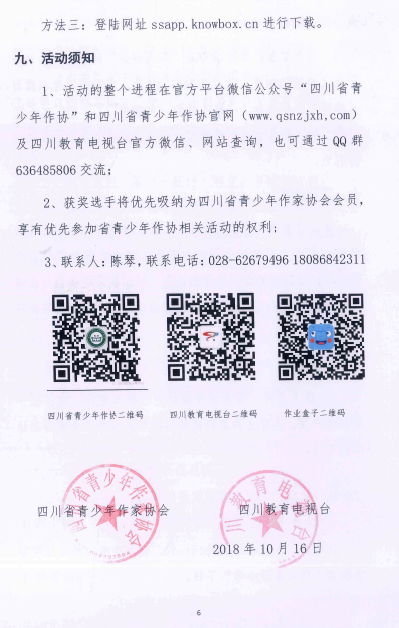 方法三：登陆网址 ssapp.knowbox.cn 进行下载。
九、活动须知
1、活动的整个进程在官方平台微信公众号“四川省青
少年作协”和四川省青少年作协官网（www.qsnzjxh,com）
及四川教育电视台官方微信、网站查询，也可通过 QQ 群
636485806 交流；
2、获奖选手将优先吸纳为四川省青少年作家协会会员，
享有优先参加省青少年作协相关活动的权利；
3、联系人：陈琴，联系电话：028-62679496 18086842311
四川省青少年作协二维码 四川教育电视台二维码 作业盒子二维码
四川省青少年作家协会 四川教育电视台
2018 年 10 月 16 日
6